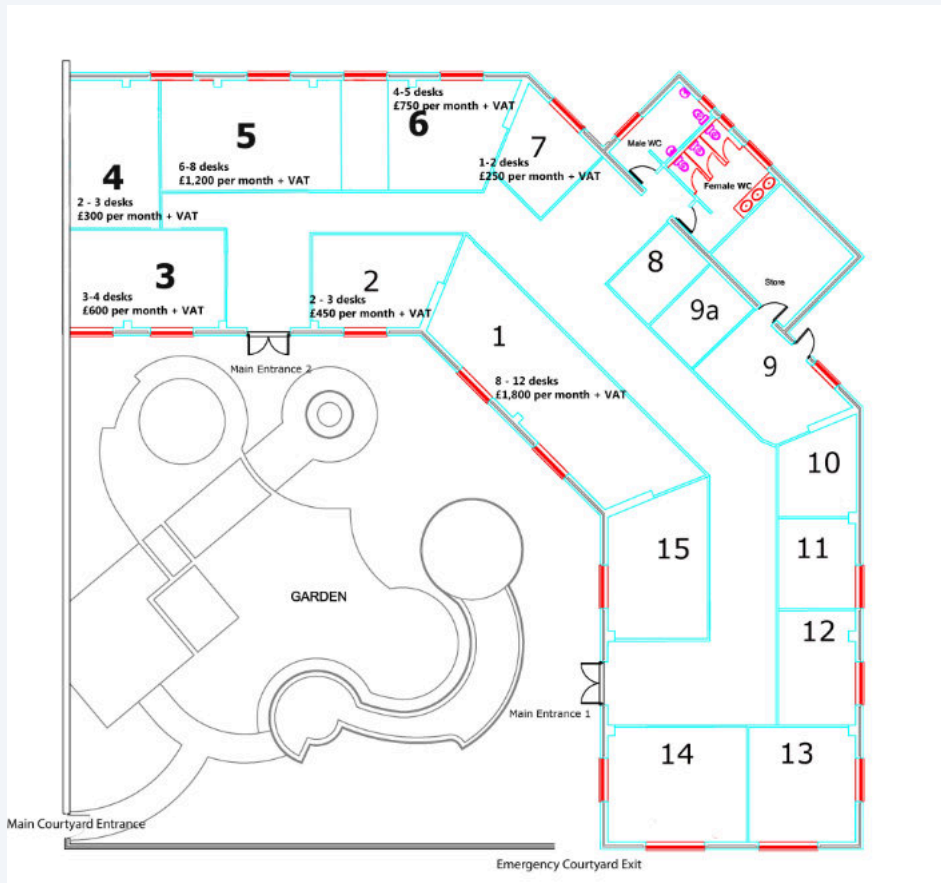 4-5 desks
£750 per month + VAT
6
5
6-8 desks
£1,200 per month + VAT
4
2 - 3 desks
£300 per month + VAT
7
1-2 desks
£250 per month + VAT
Male WC
Female WC
3
3-4 desks
£600 per month + VAT
2
2 - 3 desks
£450 per month + VAT
8
9a
Store
9
1
8 - 12 desks
£1,800 per month + VAT
Main Entrance 2
10
11
12
15
GARDEN
Main Entrance 1
14
13
Main Courtyard Entrance
Emergency Courtyard Exit